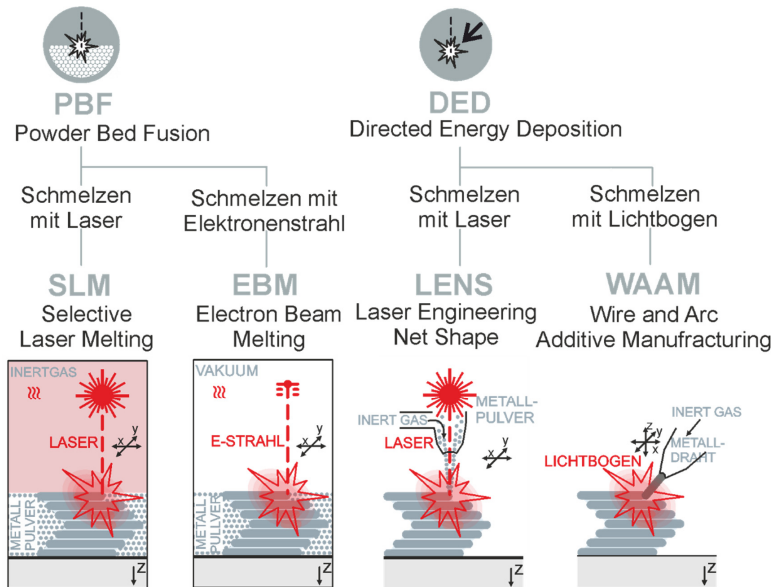 PBF
Powder Bed Fusion
DED
Directed Energy Deposition
Schmelzen
mit Laser
Schmelzen mit
Elektronenstrahl
Schmelzen
mit Laser
Schmelzen
mit Lichtbogen
SLM
Selective
Laser Melting
EBM
Electron Beam
Melting
LENS
Laser Engineering
Net Shape
WAAM
Wire and Arc
Additive Manufracturing
INERTGAS
LASER
x
y
METALL
PULVER
z
VAKUUM
E-STRAHL
x
y
METALL
PULLVER
z
METALL-
PULVER
INERT GAS
LASER
x
y
z
INERT GAS
METALL-
DRAHT
LICHTBOGEN
z
y
x
z